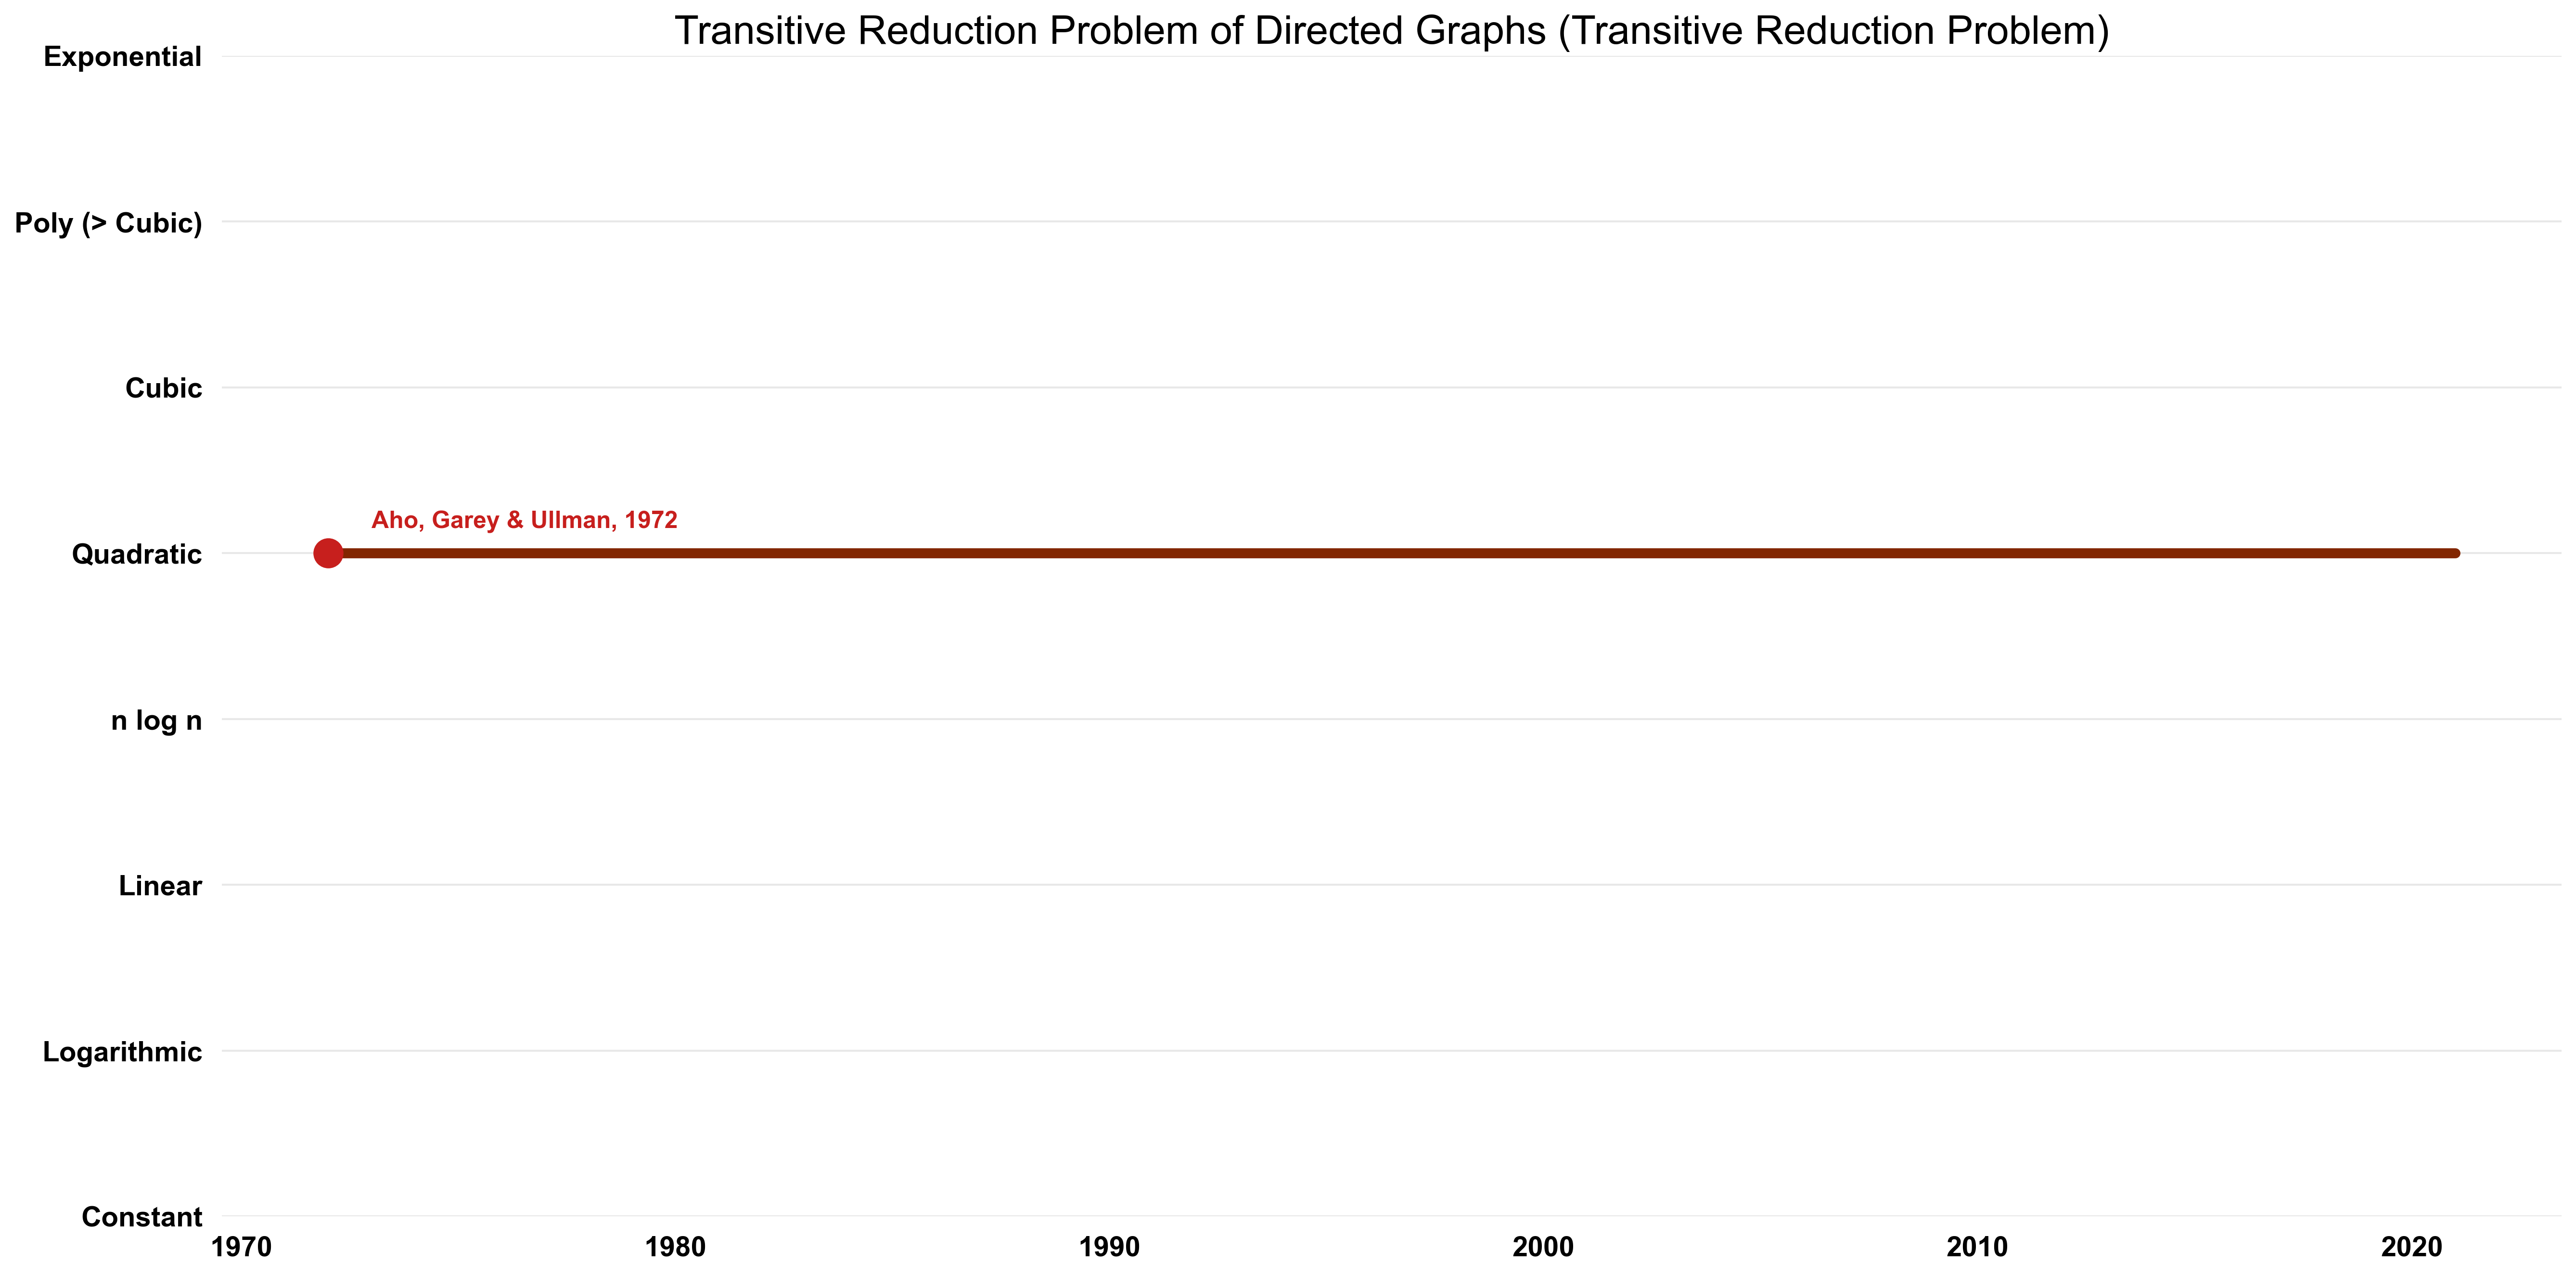 Transitive Reduction Problem of Directed Graphs (Transitive Reduction Problem)
Exponential
Poly (> Cubic)
Cubic
Aho, Garey & Ullman, 1972
Quadratic
n log n
Linear
Logarithmic
Constant
1970 1980 1990 2000 2010 2020